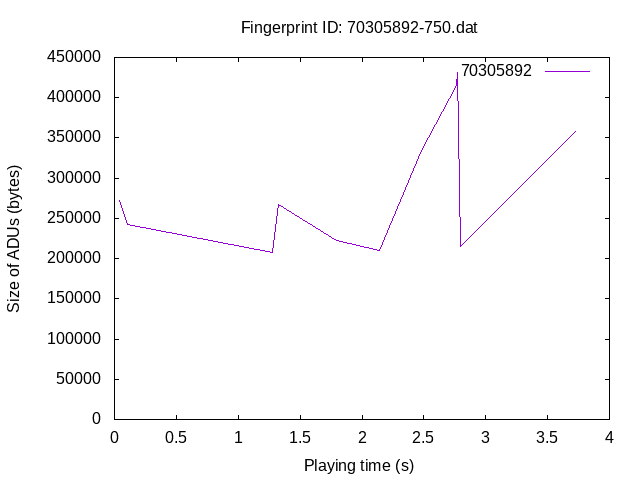 Fingerprint ID: 70305892-750.dat
450000
400000
350000
300000
250000
200000
150000
100000
50000
0
Size of ADUs (bytes)
70305892
0 0.5 1 1.5 2 2.5 3 3.5 4
Playing time (s)